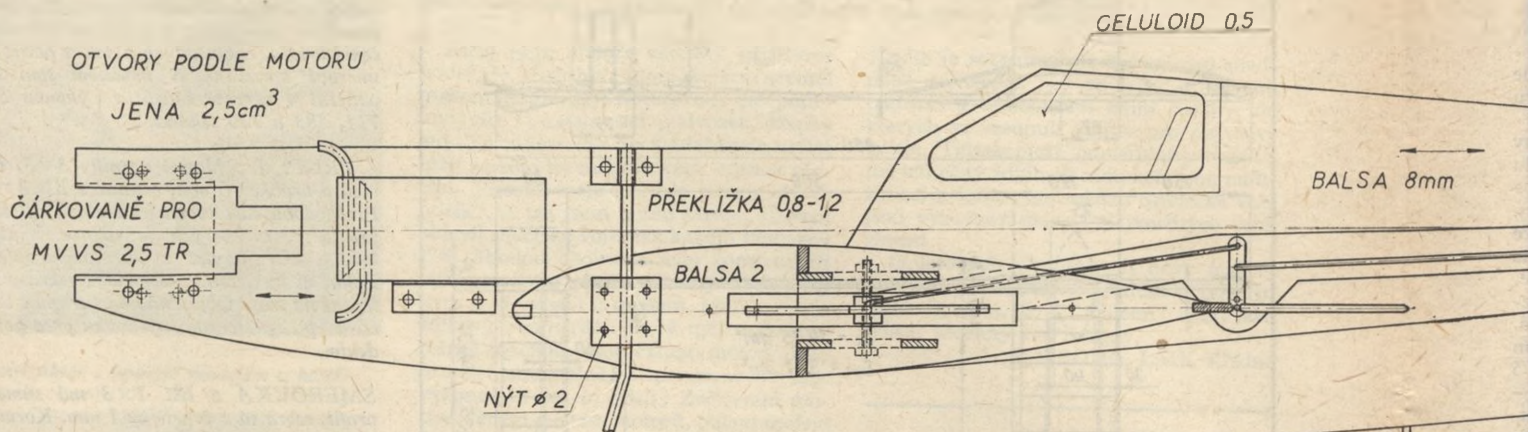 CELULOID 0,5
OTVORY PODLE MOTORU
JENA 2,5cm³
BALSA 8mm
ČÁRKOVANĚ PRO
PŘEKLIŽKA 0,8-1,2
MVVS 2,5 TR
BALSA 2
NÝT ø 2